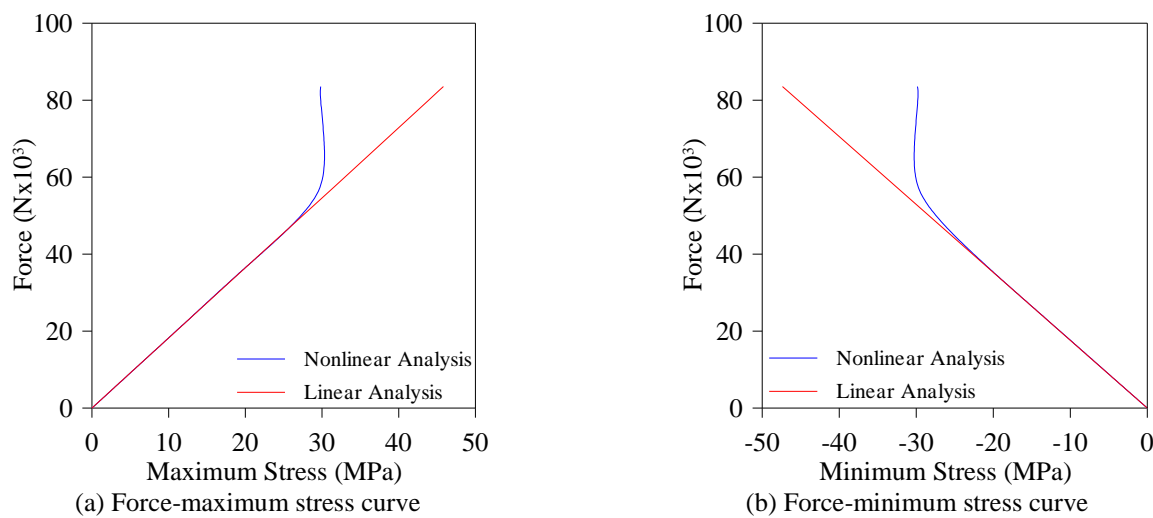 100
80
60
40
20
0
Force (Nx10³)
Nonlinear Analysis
Linear Analysis
0 10 20 30 40 50
Maximum Stress (MPa)
(a) Force-maximum stress curve
100
80
60
40
20
0
Force (Nx10³)
Nonlinear Analysis
Linear Analysis
-50 -40 -30 -20 -10 0
Minimum Stress (MPa)
(b) Force-minimum stress curve